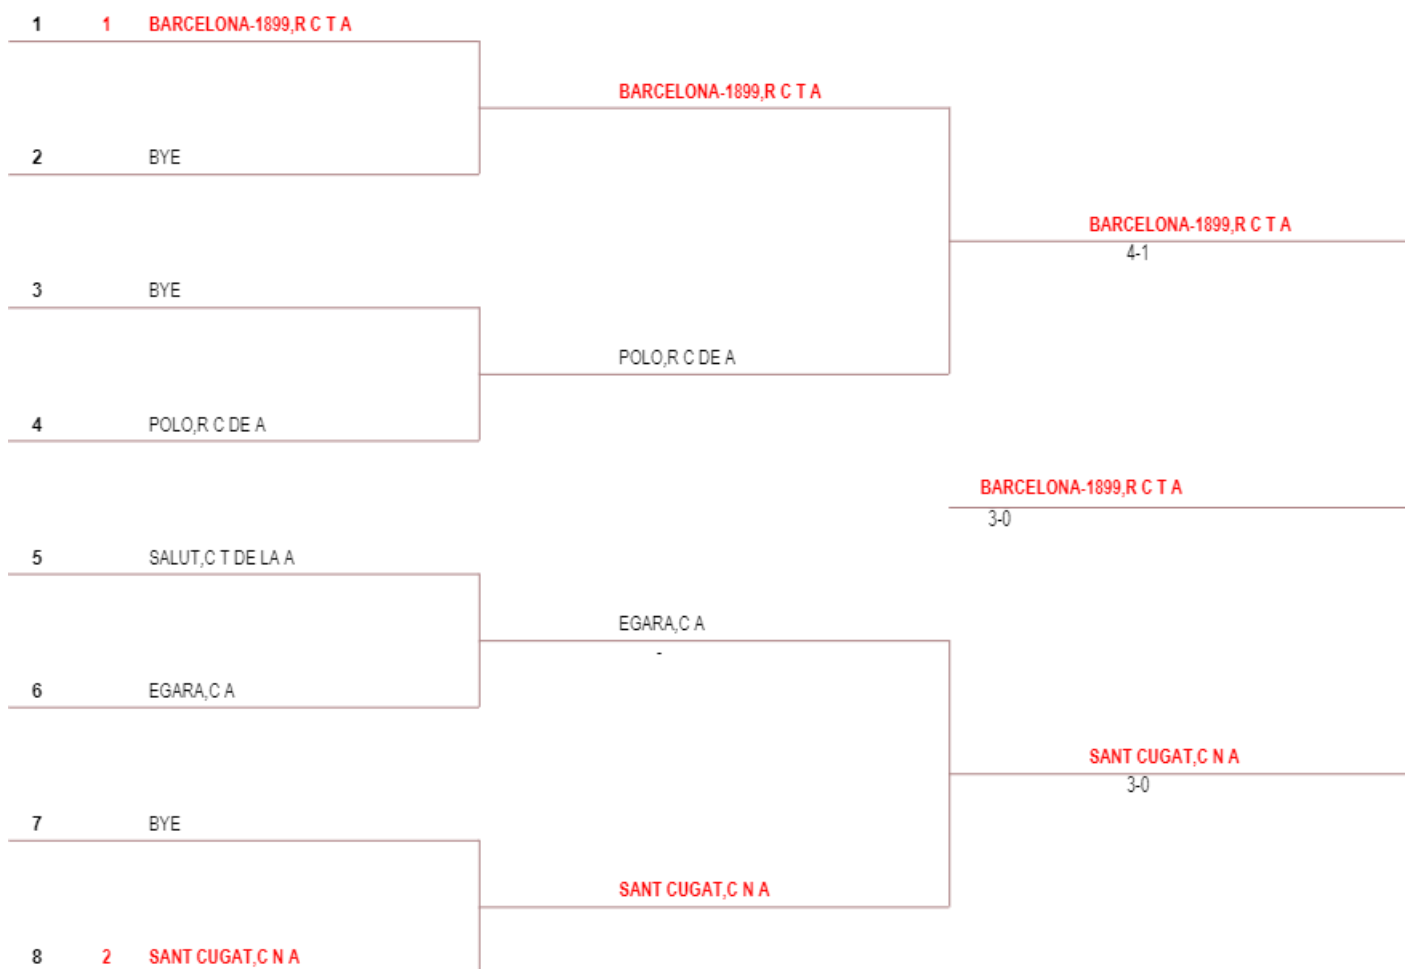 1 1 BARCELONA-1899,R C T A
BARCELONA-1899,R C T A
2 BYE
BARCELONA-1899,R C T A
4-1
3 BYE
POLO,R C DE A
4 POLO,R C DE A
BARCELONA-1899,R C T A
3-0
5 SALUT,C T DE LA A
EGARA,C A
-
6 EGARA,C A
SANT CUGAT,C N A
3-0
7 BYE
SANT CUGAT,C N A
8 2 SANT CUGAT,C N A